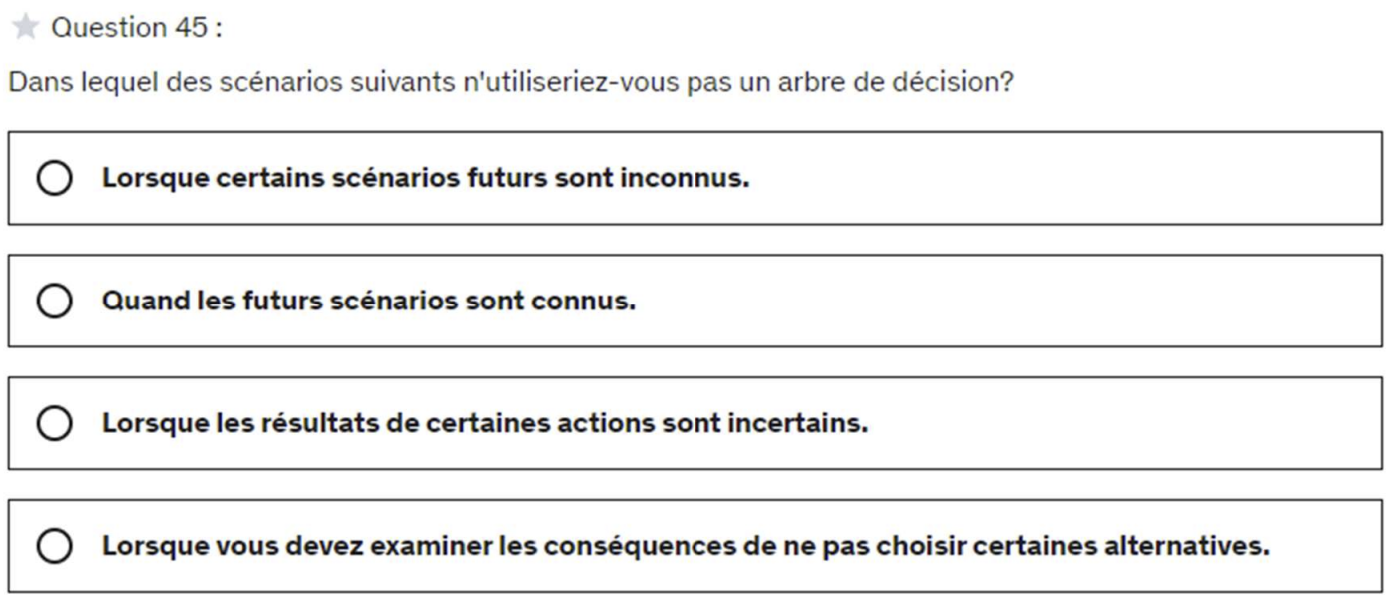 Question 45 :
Dans lequel des scénarios suivants n'utiliseriez-vous pas un arbre de décision?
Lorsque certains scénarios futurs sont inconnus.
Quand les futurs scénarios sont connus.
Lorsque les résultats de certaines actions sont incertains.
Lorsque vous devez examiner les conséquences de ne pas choisir certaines alternatives.